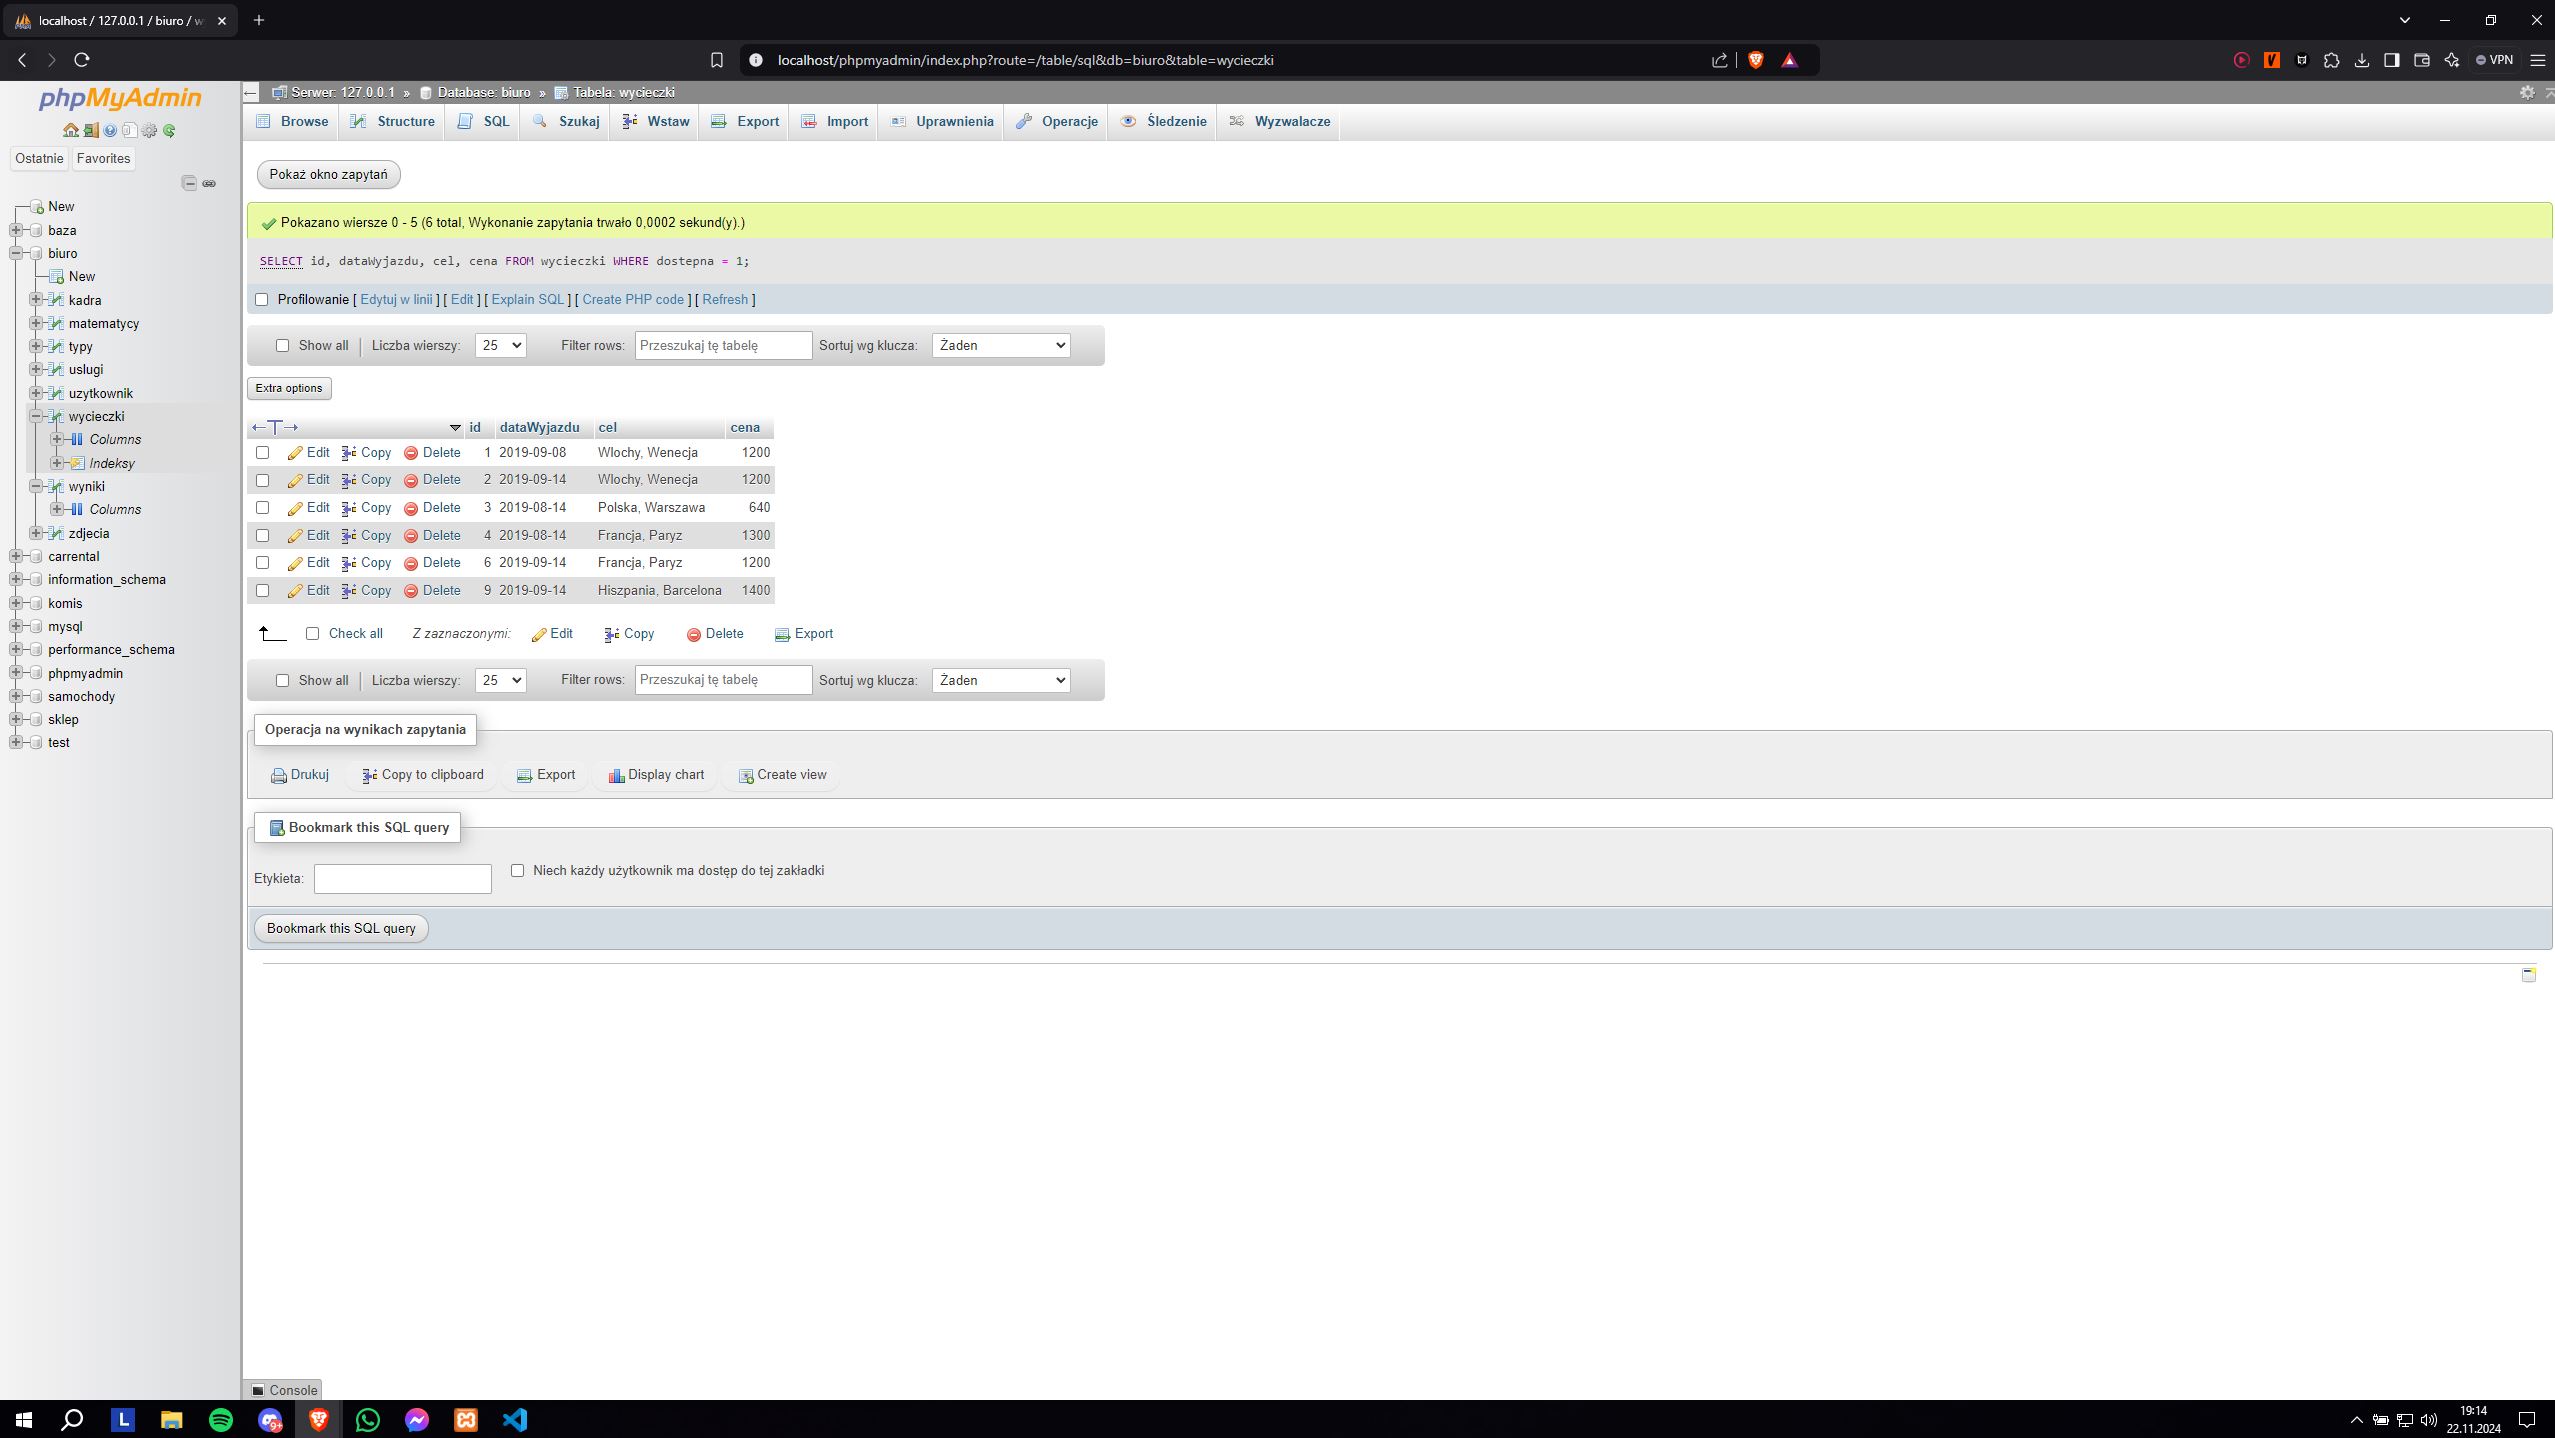 localhost / 127.0.0.1 / biuro / w
localhost/phpmyadmin/index.php?route=/table/sql&db=biuro&table=wycieczki
VPN
phpMyAdmin
Ostatnie Favorites
New
baza
biuro
New
kadra
matematycy
typy
uslugi
uzytkownik
wycieczki
Columns
Indeksy
wyniki
Columns
zdjecia
carrental
information_schema
komis
mysql
performance_schema
phpmyadmin
samochody
sklep
test
Serwer: 127.0.0.1 » Database: biuro » Tabela: wycieczki
Browse Structure SQL Szukaj Wstaw Export Import Uprawnienia Operacje Śledzenie Wyzwalacze
Pokaż okno zapytań
Pokazano wiersze 0 - 5 (6 total, Wykonanie zapytania trwało 0,0002 sekund(y).)
SELECT id, dataWyjazdu, cel, cena FROM wycieczki WHERE dostepna = 1;
Profilowanie [ Edytuj w linii ] [ Edit ] [ Explain SQL ] [ Create PHP code ] [ Refresh ]
Show all | Liczba wierszy: 25 Filter rows: Przeszukaj tę tabelę Sortuj wg klucza: Żaden
Extra options
←T→ id dataWyjazdu cel cena
Edit Copy Delete 1 2019-09-08 Wlochy, Wenecja 1200
Edit Copy Delete 2 2019-09-14 Wlochy, Wenecja 1200
Edit Copy Delete 3 2019-08-14 Polska, Warszawa 640
Edit Copy Delete 4 2019-08-14 Francja, Paryz 1300
Edit Copy Delete 6 2019-09-14 Francja, Paryz 1200
Edit Copy Delete 9 2019-09-14 Hiszpania, Barcelona 1400
Check all Z zaznaczonymi: Edit Copy Delete Export
Show all | Liczba wierszy: 25 Filter rows: Przeszukaj tę tabelę Sortuj wg klucza: Żaden
Operacja na wynikach zapytania
Drukuj Copy to clipboard Export Display chart Create view
Bookmark this SQL query
Etykieta: Niech każdy użytkownik ma dostęp do tej zakładki
Bookmark this SQL query
Console
L
9+
19:14
22.11.2024